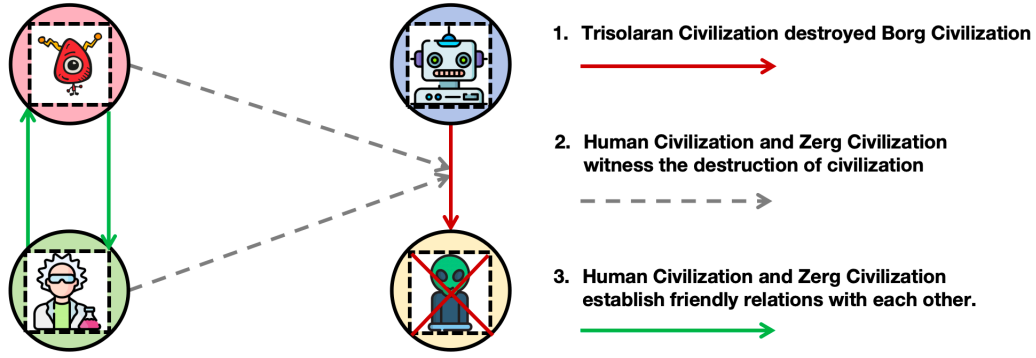 1. Trisolaran Civilization destroyed Borg Civilization
2. Human Civilization and Zerg Civilization
witness the destruction of civilization
3. Human Civilization and Zerg Civilization
establish friendly relations with each other.